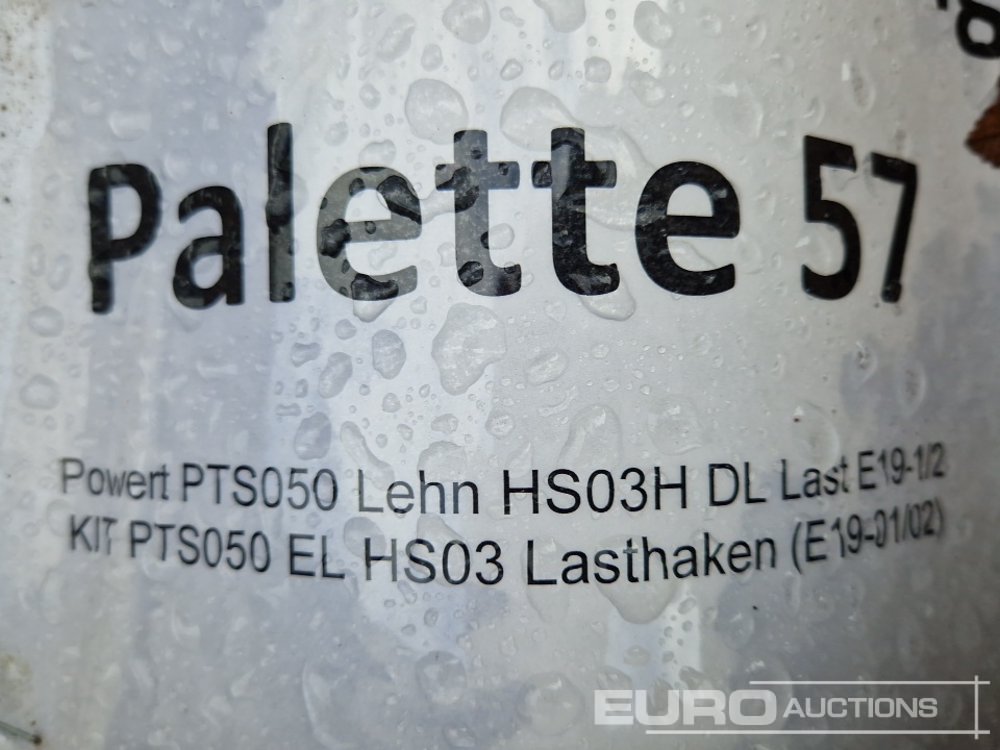 Palette 57
Powert PTS050 Lehn HS03H DL Last E19-1/2
KIT PTS050 EL HS03 Lasthaken (E19-01/02)
EURO AUCTIONS